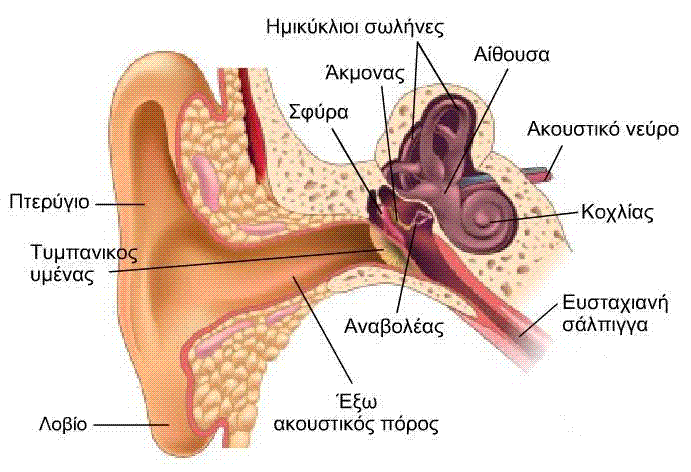 Ημικύκλιοι σωλήνες
Αίθουσα
Άκμονας
Σφύρα
Ακουστικό νεύρο
Πτερύγιο
Κοχλίας
Τυμπανικος
υμένας
Ευσταχιανή
σάλπιγγα
Αναβολέας
Έξω
ακουστικός πόρος
Λοβίο